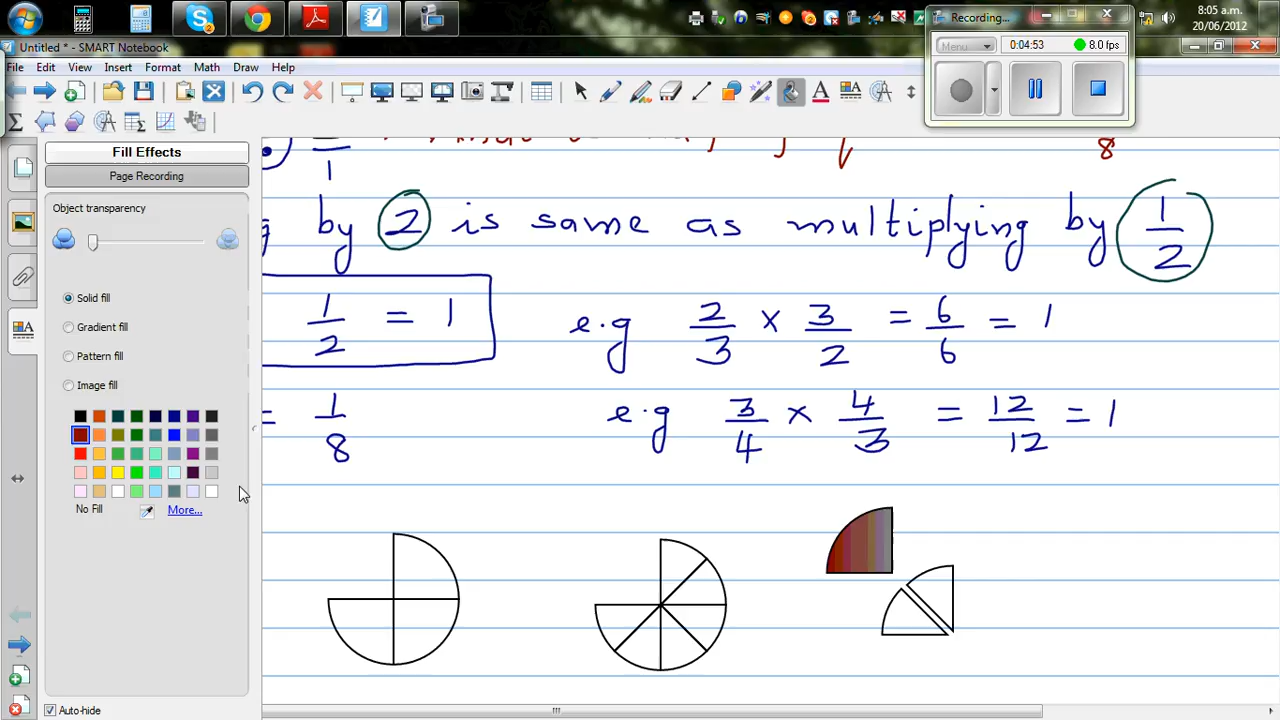 8:05 a.m.
20/06/2012
Recording...
Untitled * - SMART Notebook
Menu
0:04:53
8.0 fps
File Edit View Insert Format Math Draw Help
Fill Effects
Page Recording
Object transparency
Solid fill
Gradient fill
Pattern fill
Image fill
No Fill
More...
Auto-hide
1
8
g by 2 is same as multiplying by 1/2
1/2 = 1
e.g 2/3 × 3/2 = 6/6 = 1
= 1/8
e.g 3/4 × 4/3 = 12/12 = 1